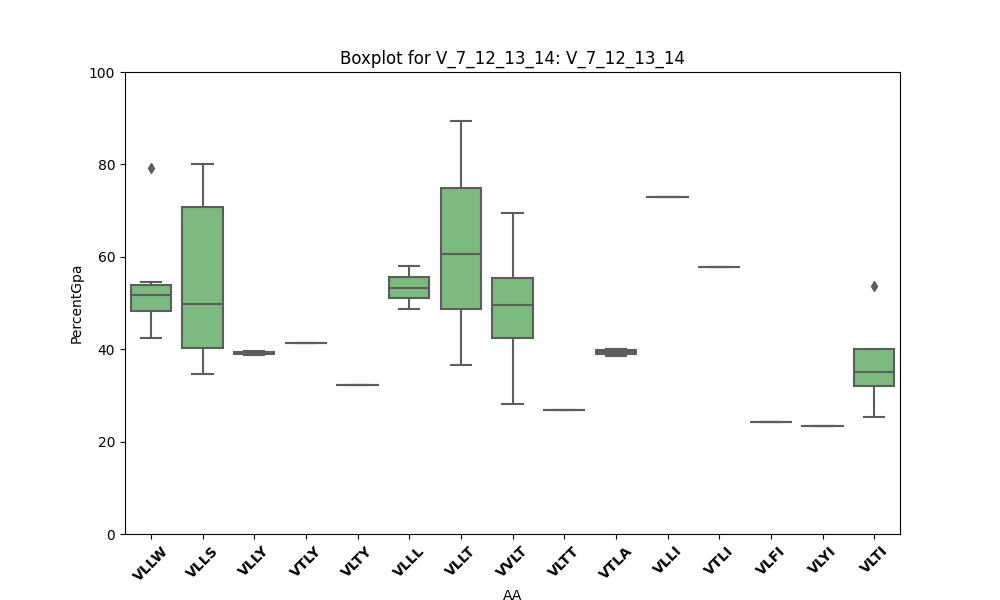 Boxplot for V_7_12_13_14: V_7_12_13_14
100
80
60
40
20
0
PercentGpa
VLLW VLLS VLLY VTLY VLTY VLLL VLLT VVLT VLTT VTLA VLLI VTLI VLFI VLYI VLTI
AA